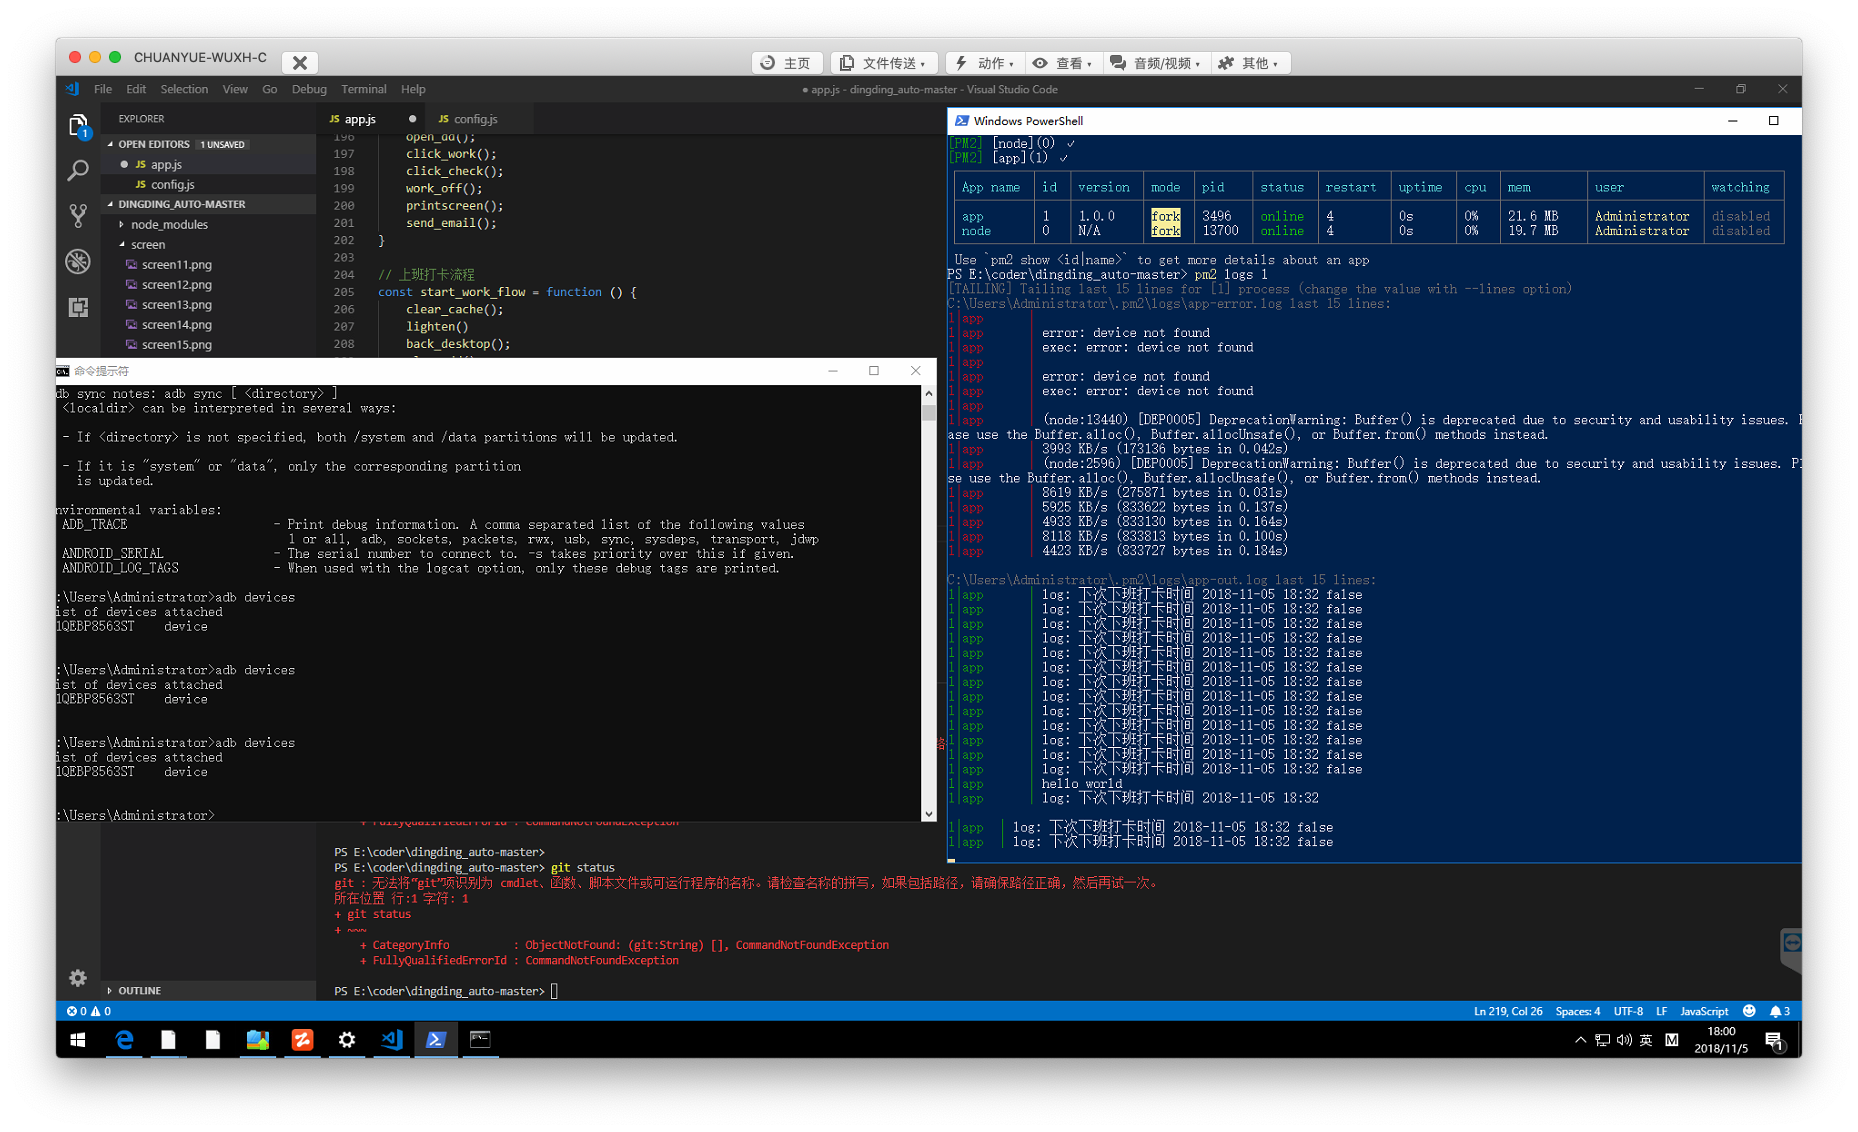 CHUANYUE-WUXH-C
主页
文件传送
动作
查看
音频/视频
其他
File Edit Selection View Go Debug Terminal Help
● app.js - dingding_auto-master - Visual Studio Code
EXPLORER
OPEN EDITORS 1 UNSAVED
JS app.js
JS config.js
DINGDING_AUTO-MASTER
node_modules
screen
screen11.png
screen12.png
screen13.png
screen14.png
screen15.png
OUTLINE
JS app.js
JS config.js
196 open_dd();
197 click_work();
198 click_check();
199 work_off();
200 printscreen();
201 send_email();
202 }
203
204 // 上班打卡流程
205 const start_work_flow = function () {
206 clear_cache();
207 lighten()
208 back_desktop();
命令提示符
db sync notes: adb sync [ <directory> ]
<localdir> can be interpreted in several ways:
- If <directory> is not specified, both /system and /data partitions will be updated.
- If it is "system" or "data", only the corresponding partition
is updated.
nvironmental variables:
ADB_TRACE - Print debug information. A comma separated list of the following values
1 or all, adb, sockets, packets, rwx, usb, sync, sysdeps, transport, jdwp
ANDROID_SERIAL - The serial number to connect to. -s takes priority over this if given.
ANDROID_LOG_TAGS - When used with the logcat option, only these debug tags are printed.
:\Users\Administrator>adb devices
ist of devices attached
1QEBP8563ST device
:\Users\Administrator>adb devices
ist of devices attached
1QEBP8563ST device
:\Users\Administrator>adb devices
ist of devices attached
1QEBP8563ST device
:\Users\Administrator>
Windows PowerShell
[PM2] [node](0) ✓
[PM2] [app](1) ✓
App name id version mode pid status restart uptime cpu mem user watching
app 1 1.0.0 fork 3496 online 4 0s 0% 21.6 MB Administrator disabled
node 0 N/A fork 13700 online 4 0s 0% 19.7 MB Administrator disabled
Use `pm2 show <id|name>` to get more details about an app
PS E:\coder\dingding_auto-master> pm2 logs 1
[TAILING] Tailing last 15 lines for [1] process (change the value with --lines option)
C:\Users\Administrator\.pm2\logs\app-error.log last 15 lines:
1|app
1|app error: device not found
1|app exec: error: device not found
1|app
1|app error: device not found
1|app exec: error: device not found
1|app
1|app (node:13440) [DEP0005] DeprecationWarning: Buffer() is deprecated due to security and usability issues.
ase use the Buffer.alloc(), Buffer.allocUnsafe(), or Buffer.from() methods instead.
1|app 3993 KB/s (173136 bytes in 0.042s)
1|app (node:2596) [DEP0005] DeprecationWarning: Buffer() is deprecated due to security and usability issues. P
se use the Buffer.alloc(), Buffer.allocUnsafe(), or Buffer.from() methods instead.
1|app 8619 KB/s (275871 bytes in 0.031s)
1|app 5925 KB/s (833622 bytes in 0.137s)
1|app 4933 KB/s (833130 bytes in 0.164s)
1|app 8118 KB/s (833813 bytes in 0.100s)
1|app 4423 KB/s (833727 bytes in 0.184s)
C:\Users\Administrator\.pm2\logs\app-out.log last 15 lines:
1|app log: 下次下班打卡时间 2018-11-05 18:32 false
1|app log: 下次下班打卡时间 2018-11-05 18:32 false
1|app log: 下次下班打卡时间 2018-11-05 18:32 false
1|app log: 下次下班打卡时间 2018-11-05 18:32 false
1|app log: 下次下班打卡时间 2018-11-05 18:32 false
1|app log: 下次下班打卡时间 2018-11-05 18:32 false
1|app log: 下次下班打卡时间 2018-11-05 18:32 false
1|app log: 下次下班打卡时间 2018-11-05 18:32 false
1|app log: 下次下班打卡时间 2018-11-05 18:32 false
1|app log: 下次下班打卡时间 2018-11-05 18:32 false
1|app log: 下次下班打卡时间 2018-11-05 18:32 false
1|app log: 下次下班打卡时间 2018-11-05 18:32 false
1|app log: 下次下班打卡时间 2018-11-05 18:32 false
1|app hello world
1|app log: 下次下班打卡时间 2018-11-05 18:32
1|app log: 下次下班打卡时间 2018-11-05 18:32 false
1|app log: 下次下班打卡时间 2018-11-05 18:32 false
+ FullyQualifiedErrorId : CommandNotFoundException
PS E:\coder\dingding_auto-master>
PS E:\coder\dingding_auto-master> git status
git : 无法将“git”项识别为 cmdlet、函数、脚本文件或可运行程序的名称。请检查名称的拼写，如果包括路径，请确保路径正确，然后再试一次。
所在位置 行:1 字符: 1
+ git status
+ ~~~
+ CategoryInfo : ObjectNotFound: (git:String) [], CommandNotFoundException
+ FullyQualifiedErrorId : CommandNotFoundException
PS E:\coder\dingding_auto-master>
0 0
Ln 219, Col 26 Spaces: 4 UTF-8 LF JavaScript 3
英 M
18:00
2018/11/5
1